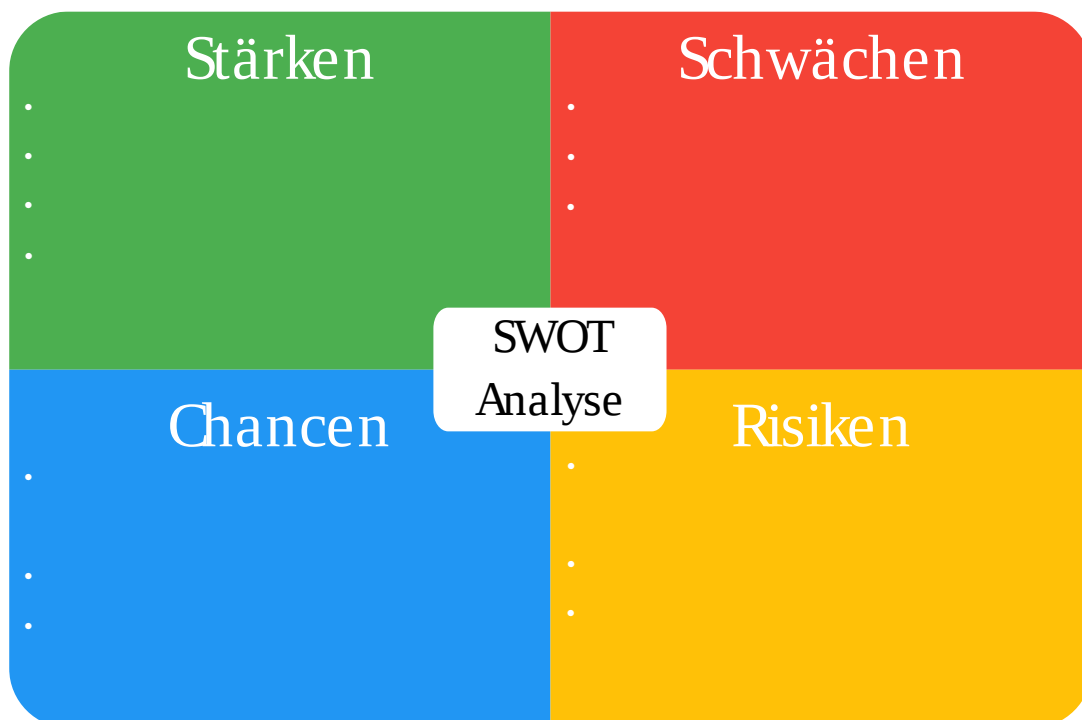 Stärken
Schwächen
•
•
•
•
•
•
•
SWOT
Analyse
Chancen
Risiken
•
•
•
•
•
•